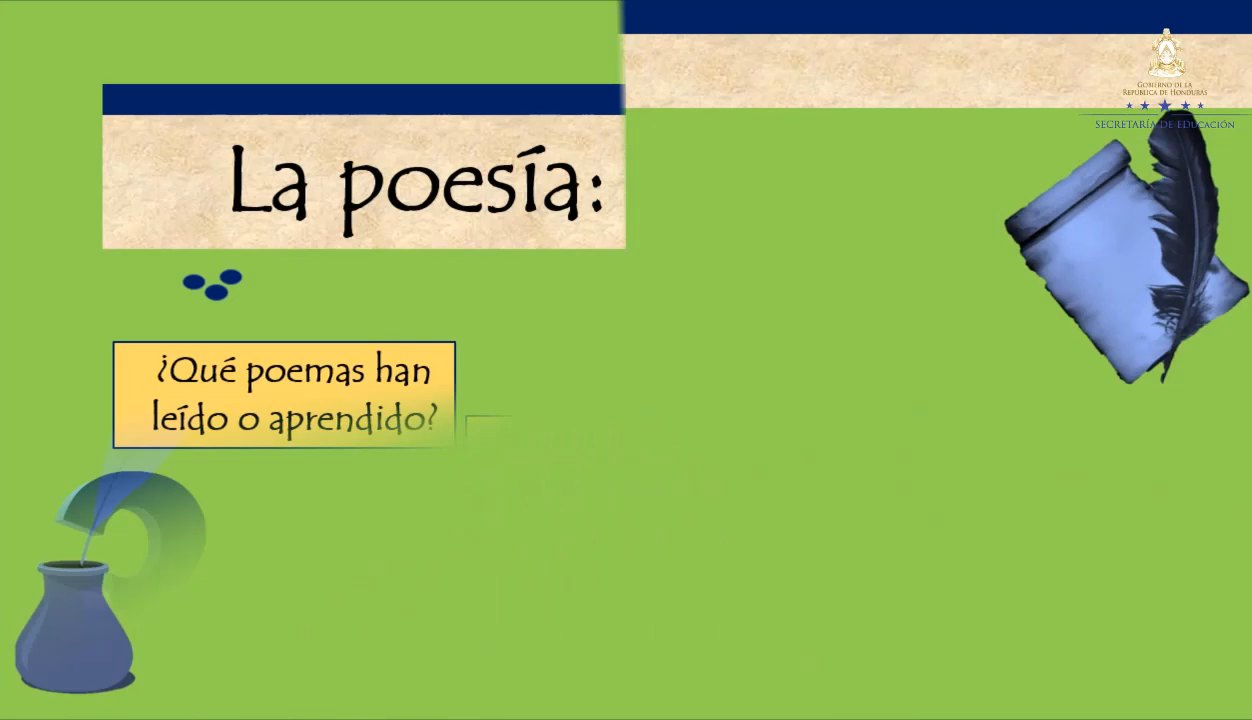 GOBIERNO DE LA
REPÚBLICA DE HONDURAS
SECRETARÍA DE EDUCACIÓN
La poesía:
¿Qué poemas han
leído o aprendido?